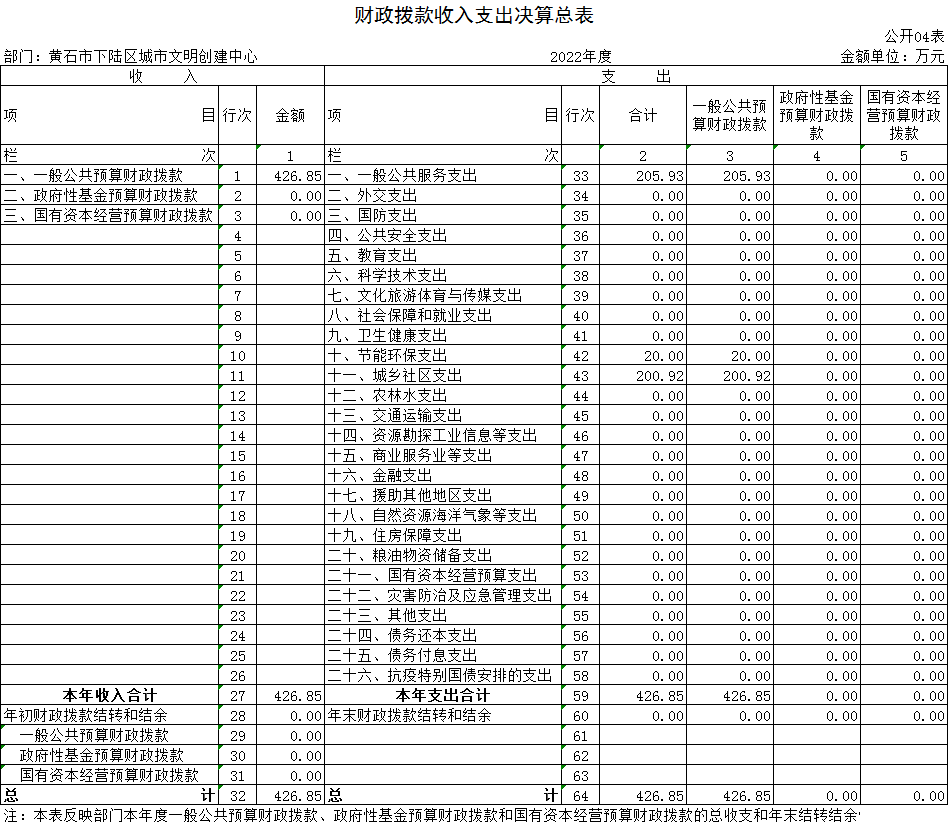 财政拨款收入支出决算总表
公开04表
部门：黄石市下陆区城市文明创建中心 2022年度 金额单位：万元
收 入 支 出
项 目 行次 金额 项 目 行次 合计 一般公共预算财政拨款 政府性基金预算财政拨款 国有资本经营预算财政拨款
栏 次 1 栏 次 2 3 4 5
一、一般公共预算财政拨款 1 426.85 一、一般公共服务支出 33 205.93 205.93 0.00 0.00
二、政府性基金预算财政拨款 2 0.00 二、外交支出 34 0.00 0.00 0.00 0.00
三、国有资本经营预算财政拨款 3 0.00 三、国防支出 35 0.00 0.00 0.00 0.00
4 四、公共安全支出 36 0.00 0.00 0.00 0.00
5 五、教育支出 37 0.00 0.00 0.00 0.00
6 六、科学技术支出 38 0.00 0.00 0.00 0.00
7 七、文化旅游体育与传媒支出 39 0.00 0.00 0.00 0.00
8 八、社会保障和就业支出 40 0.00 0.00 0.00 0.00
9 九、卫生健康支出 41 0.00 0.00 0.00 0.00
10 十、节能环保支出 42 20.00 20.00 0.00 0.00
11 十一、城乡社区支出 43 200.92 200.92 0.00 0.00
12 十二、农林水支出 44 0.00 0.00 0.00 0.00
13 十三、交通运输支出 45 0.00 0.00 0.00 0.00
14 十四、资源勘探工业信息等支出 46 0.00 0.00 0.00 0.00
15 十五、商业服务业等支出 47 0.00 0.00 0.00 0.00
16 十六、金融支出 48 0.00 0.00 0.00 0.00
17 十七、援助其他地区支出 49 0.00 0.00 0.00 0.00
18 十八、自然资源海洋气象等支出 50 0.00 0.00 0.00 0.00
19 十九、住房保障支出 51 0.00 0.00 0.00 0.00
20 二十、粮油物资储备支出 52 0.00 0.00 0.00 0.00
21 二十一、国有资本经营预算支出 53 0.00 0.00 0.00 0.00
22 二十二、灾害防治及应急管理支出 54 0.00 0.00 0.00 0.00
23 二十三、其他支出 55 0.00 0.00 0.00 0.00
24 二十四、债务还本支出 56 0.00 0.00 0.00 0.00
25 二十五、债务付息支出 57 0.00 0.00 0.00 0.00
26 二十六、抗疫特别国债安排的支出 58 0.00 0.00 0.00 0.00
本年收入合计 27 426.85 本年支出合计 59 426.85 426.85 0.00 0.00
年初财政拨款结转和结余 28 0.00 年末财政拨款结转和结余 60 0.00 0.00 0.00 0.00
一般公共预算财政拨款 29 0.00 61
政府性基金预算财政拨款 30 0.00 62
国有资本经营预算财政拨款 31 0.00 63
总 计 32 426.85 总 计 64 426.85 426.85 0.00 0.00
注：本表反映部门本年度一般公共预算财政拨款、政府性基金预算财政拨款和国有资本经营预算财政拨款的总收支和年末结转结余